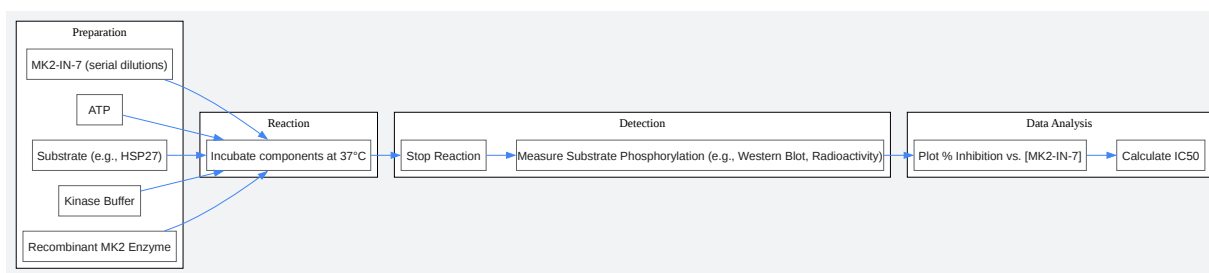 Preparation
MK2-IN-7 (serial dilutions)
ATP
Substrate (e.g., HSP27)
Kinase Buffer
Recombinant MK2 Enzyme
Reaction
Incubate components at 37°C
Detection
Stop Reaction
Measure Substrate Phosphorylation (e.g., Western Blot, Radioactivity)
Data Analysis
Plot % Inhibition vs. [MK2-IN-7]
Calculate IC50